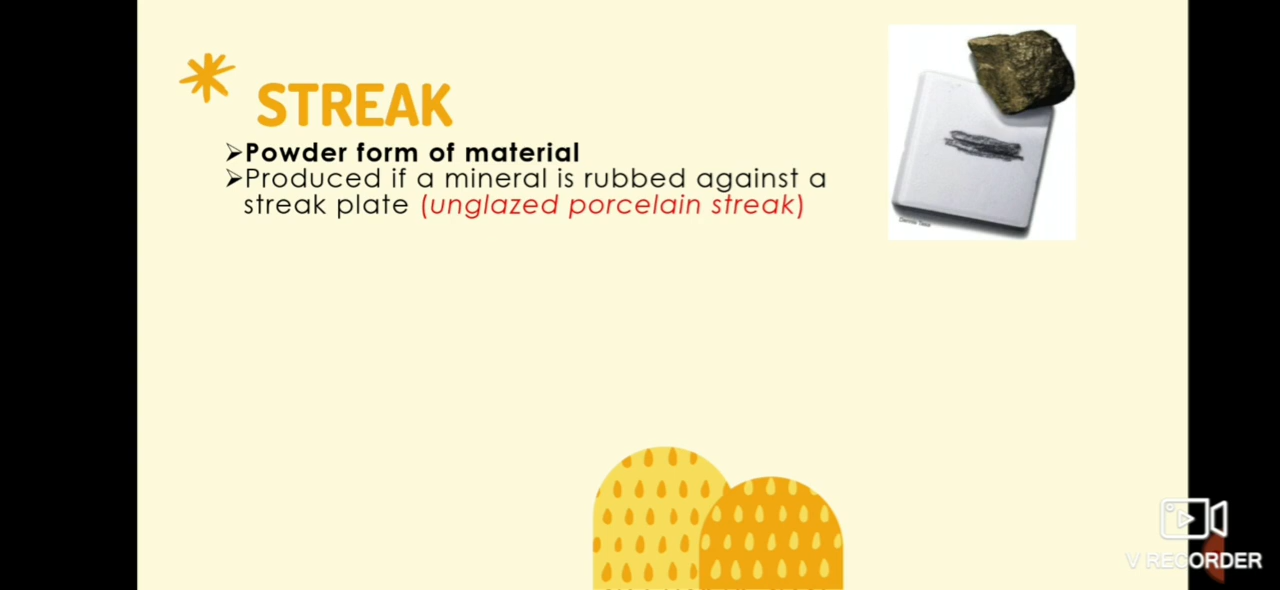 STREAK
➢Powder form of material
➢Produced if a mineral is rubbed against a
streak plate (unglazed porcelain streak)
V RECORDER